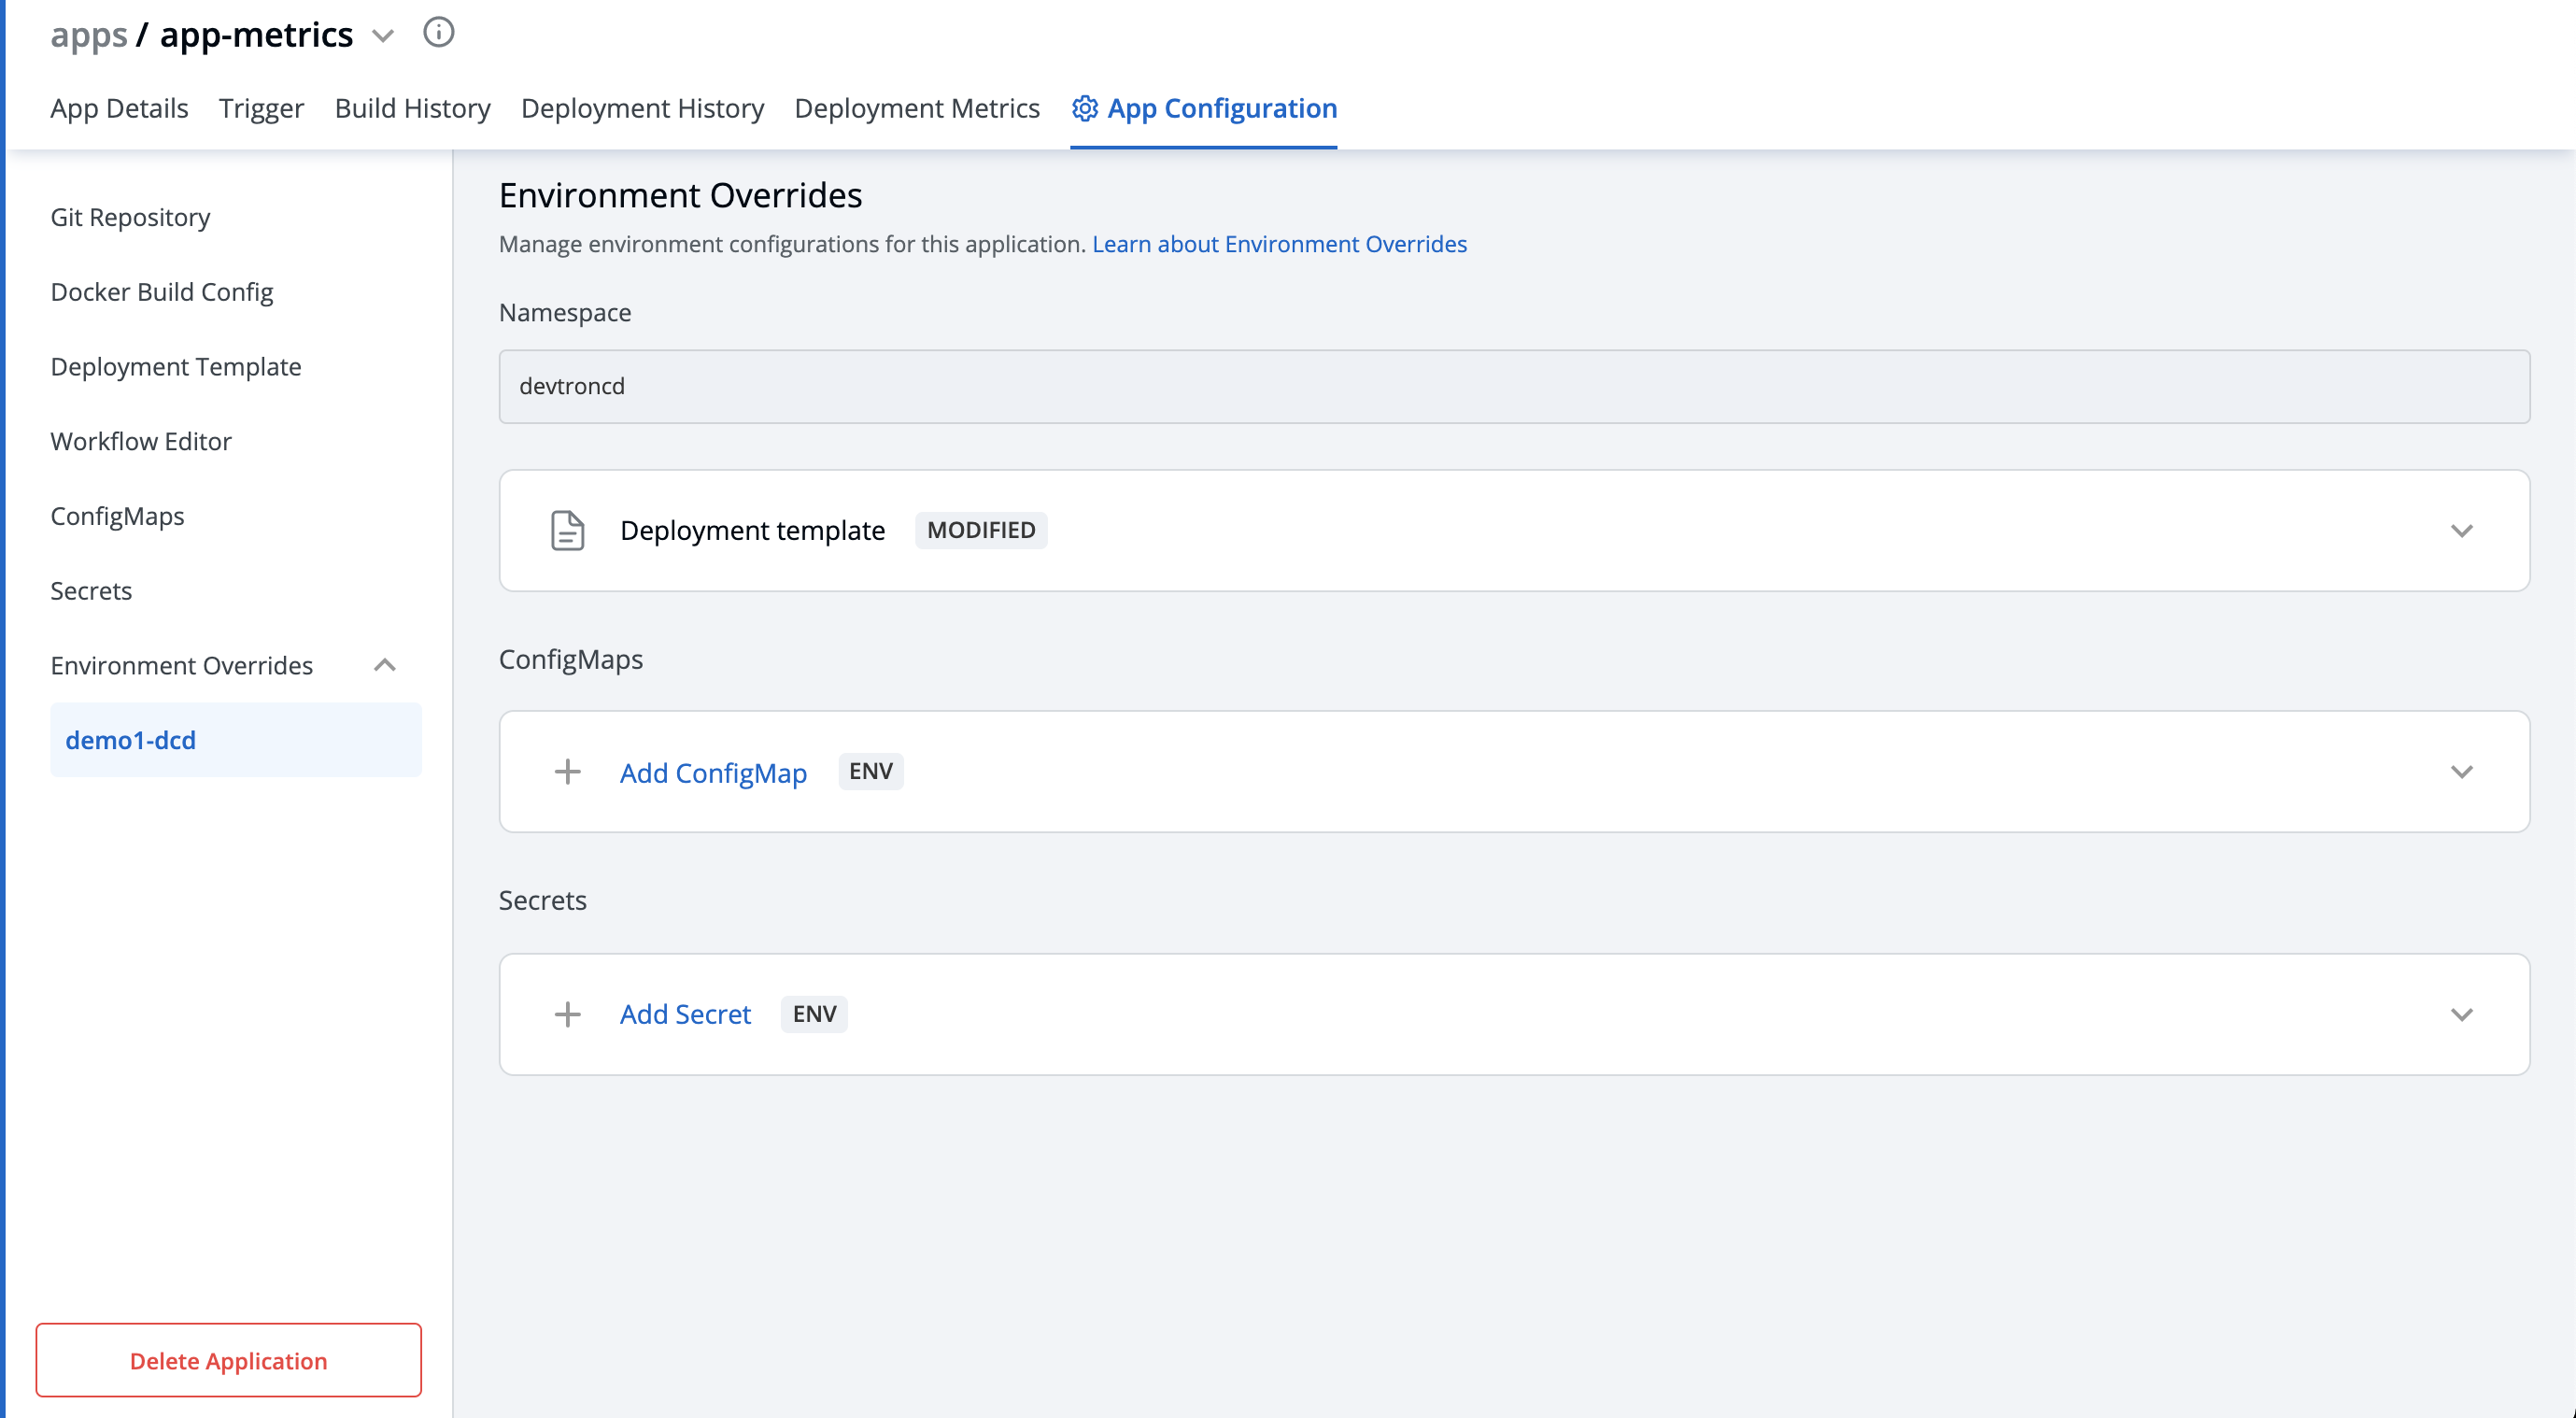 apps / app-metrics
App Details Trigger Build History Deployment History Deployment Metrics App Configuration
Git Repository
Docker Build Config
Deployment Template
Workflow Editor
ConfigMaps
Secrets
Environment Overrides
demo1-dcd
Delete Application
Environment Overrides
Manage environment configurations for this application. Learn about Environment Overrides
Namespace
devtroncd
Deployment template MODIFIED
ConfigMaps
Add ConfigMap ENV
Secrets
Add Secret ENV